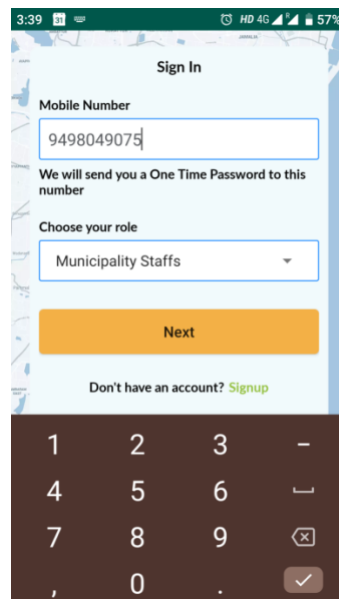 3:39 31 HD 4G R 57%
Sign In
Mobile Number
9498049075
We will send you a One Time Password to this
number
Choose your role
Municipality Staffs
Next
Don't have an account? Signup
1 2 3 -
4 5 6
7 8 9
, 0 .